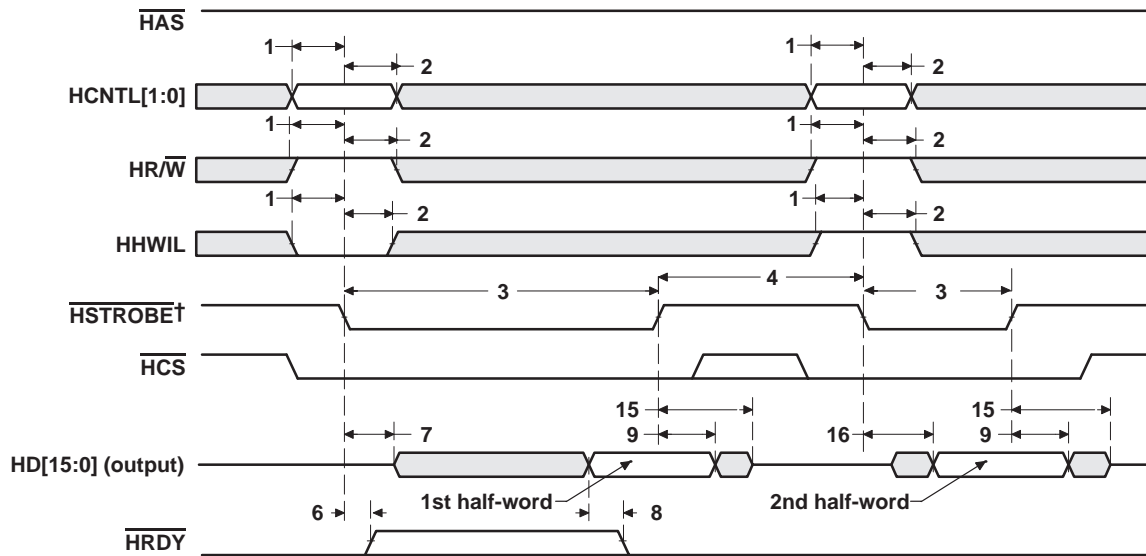 HAS
1
1
2
2
HCNTL[1:0]
1
1
2
2
HR/W
1
1
2
2
HHWIL
4
3
3
HSTROBE†
HCS
15
15
7
9
16
9
HD[15:0] (output)
1st half-word
2nd half-word
6
8
HRDY